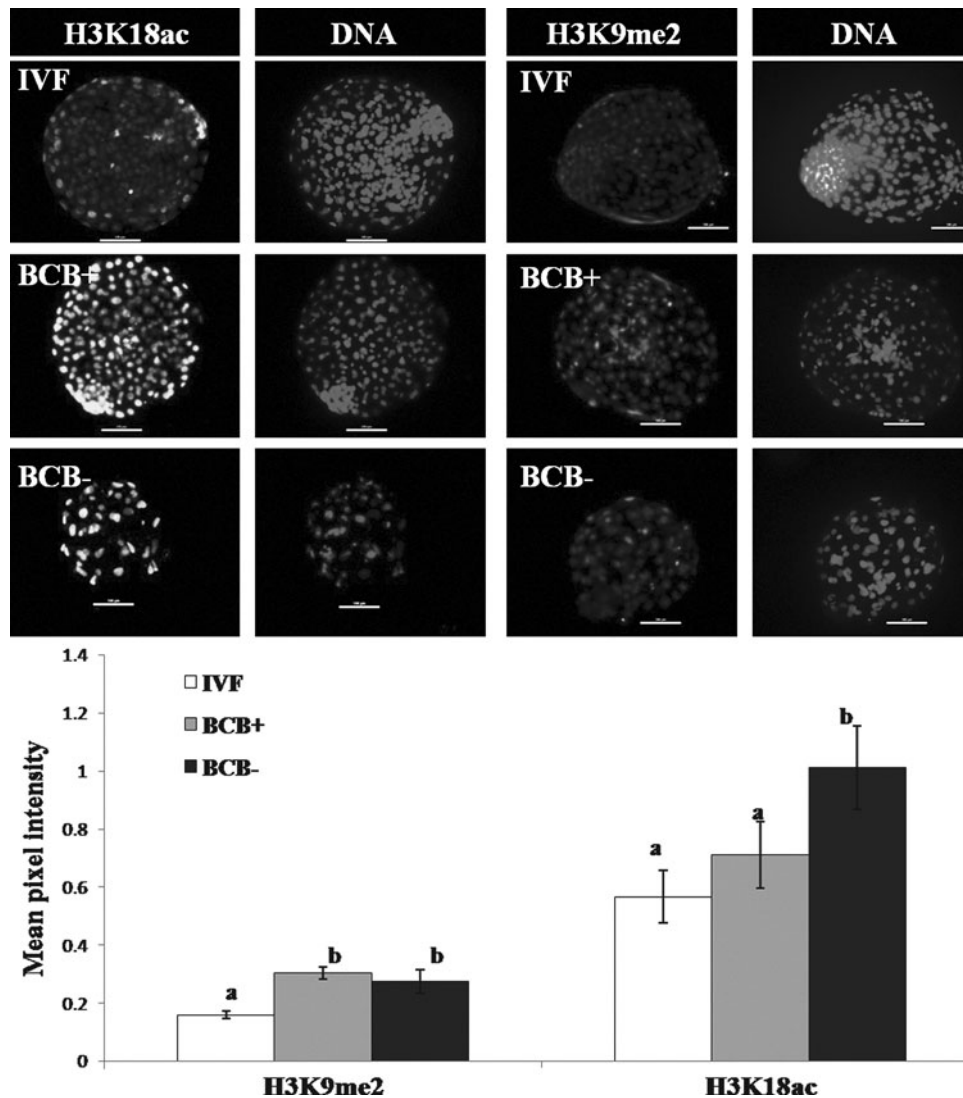 H3K18ac DNA H3K9me2 DNA
IVF IVF
BCB+ BCB+
BCB- BCB-
1.4
1.2
1
0.8
0.6
0.4
0.2
0
Mean pixel intensity
IVF
BCB+
BCB-
a
b
b
a
a
b
H3K9me2 H3K18ac